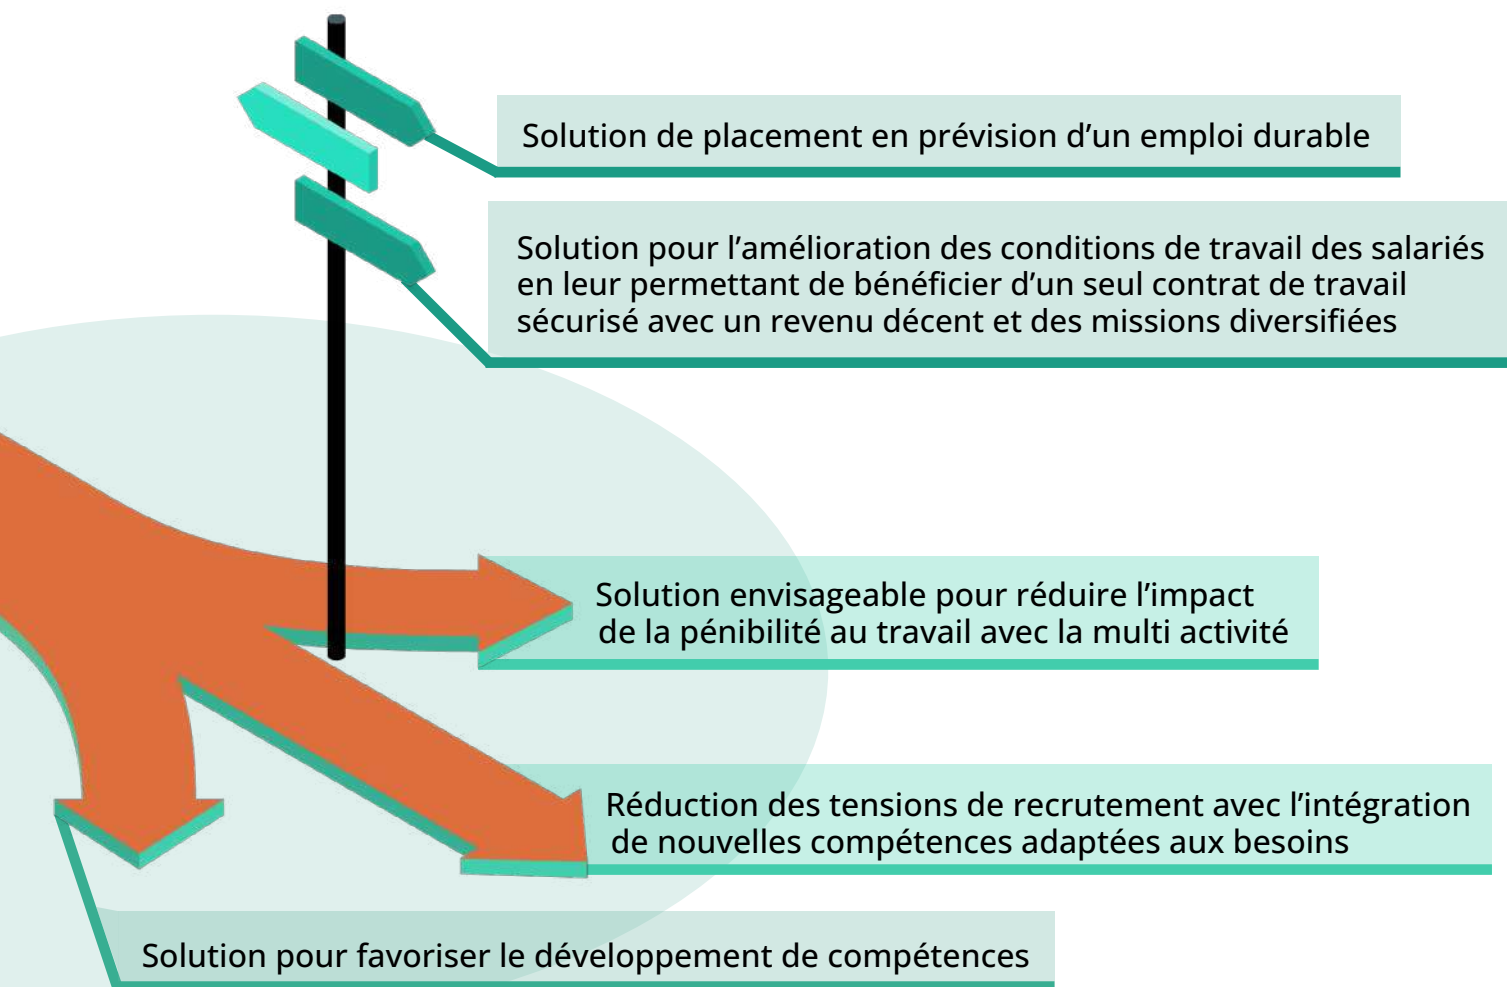 Solution de placement en prévision d’un emploi durable
Solution pour l’amélioration des conditions de travail des salariés
en leur permettant de bénéficier d’un seul contrat de travail
sécurisé avec un revenu décent et des missions diversifiées
Solution envisageable pour réduire l’impact
de la pénibilité au travail avec la multi activité
Réduction des tensions de recrutement avec l’intégration
de nouvelles compétences adaptées aux besoins
Solution pour favoriser le développement de compétences